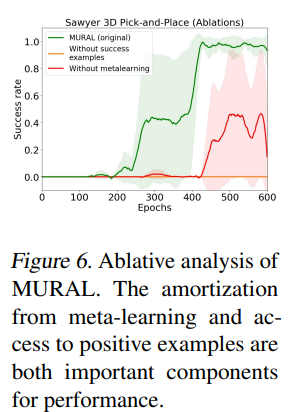 Sawyer 3D Pick-and-Place (Ablations)
MURAL (original)
Without success
examples
Without metalearning
Success rate
1.0
0.8
0.6
0.4
0.2
0.0
0 100 200 300 400 500 600
Epochs
Figure 6. Ablative analysis of
MURAL. The amortization
from meta-learning and ac-
cess to positive examples are
both important components
for performance.